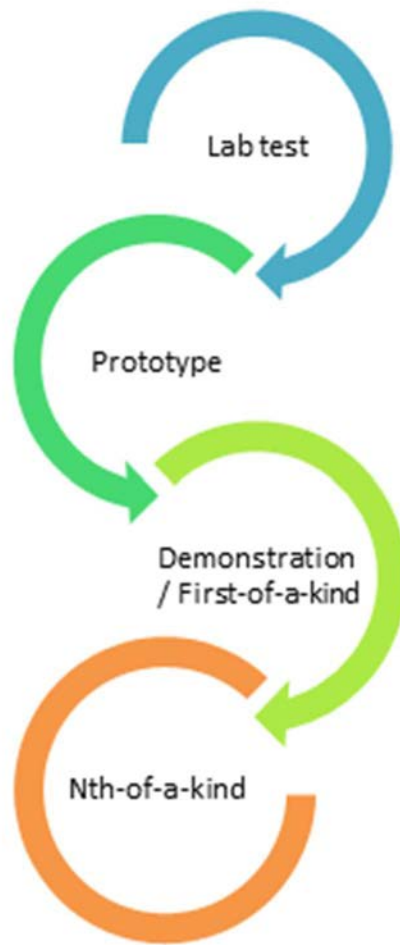 Lab test
Prototype
Demonstration
/ First-of-a-kind
Nth-of-a-kind